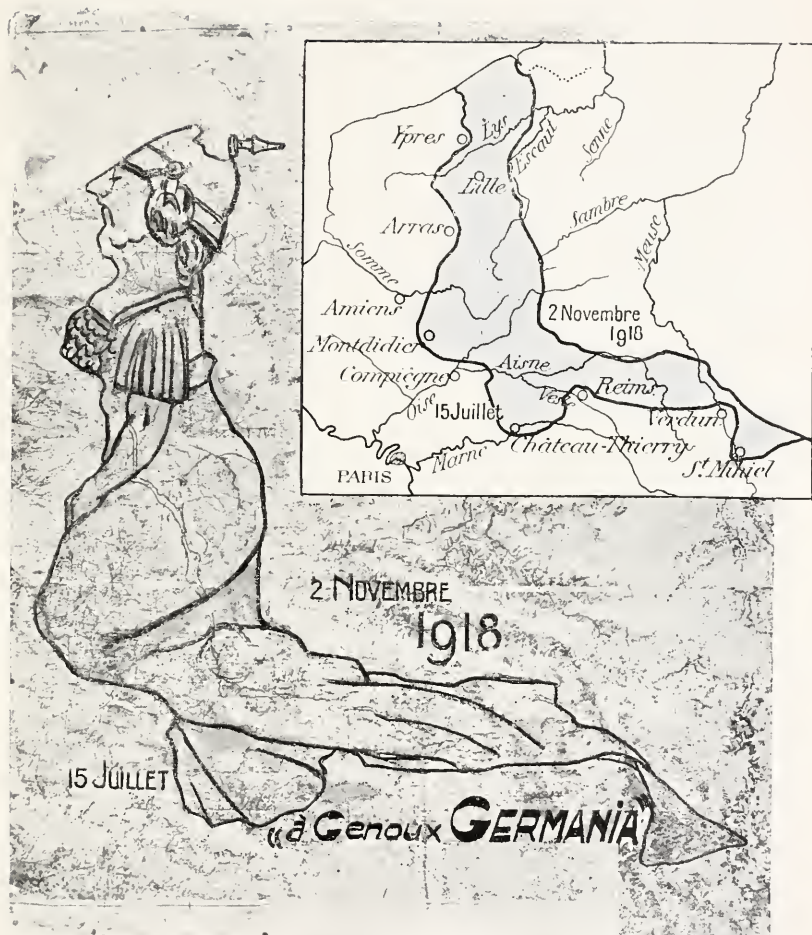 Ypres
Lys
Escaut
Senne
Lille
Sambre
Meuse
Arras
Somme
Amiens
2 Novembre
1918
Montdidier
Aisne
Compiègne
Oise
15 Juillet
Vesle
Reims
Verdun
Château-Thierry
Marne
PARIS
St. Mihiel
2 NOVEMBRE
1918
15 JUILLET
«à Genoux GERMANIA"